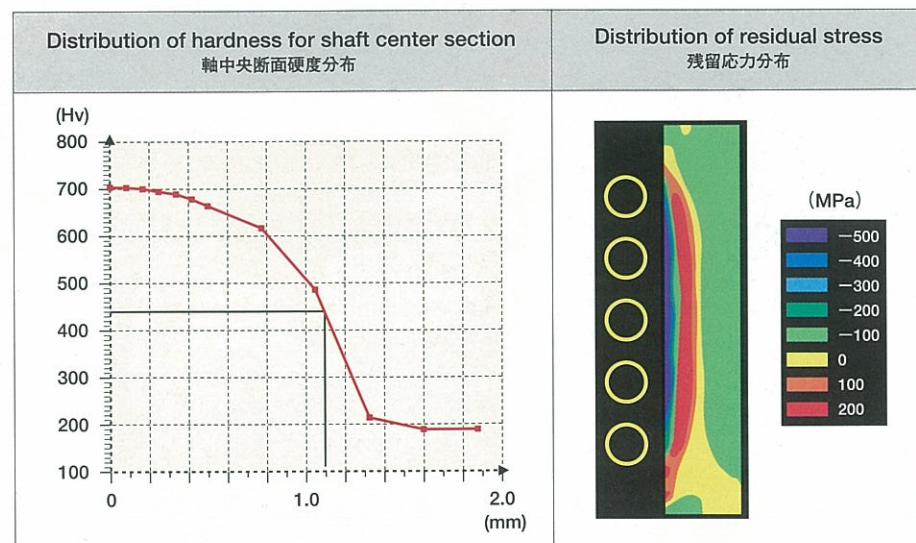 Distribution of hardness for shaft center section
軸中央断面硬度分布
Distribution of residual stress
残留応力分布
(Hv)
800
700
600
500
400
300
200
100
0
1.0
2.0
(mm)
(MPa)
−500
−400
−300
−200
−100
0
100
200